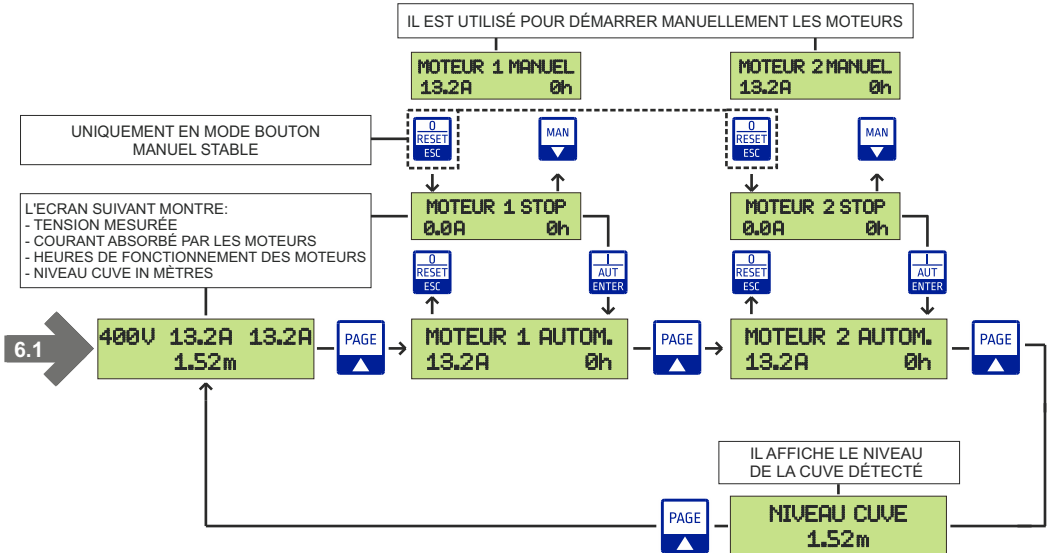 IL EST UTILISÉ POUR DÉMARRER MANUELLEMENT LES MOTEURS
MOTEUR 1 MANUEL
13.2A 0h
MOTEUR 2 MANUEL
13.2A 0h
UNIQUEMENT EN MODE BOUTON
MANUEL STABLE
0
RESET
ESC
MAN
0
RESET
ESC
MAN
L'ECRAN SUIVANT MONTRE:
- TENSION MESURÉE
- COURANT ABSORBÉ PAR LES MOTEURS
- HEURES DE FONCTIONNEMENT DES MOTEURS
- NIVEAU CUVE IN MÈTRES
MOTEUR 1 STOP
0.0A 0h
MOTEUR 2 STOP
0.0A 0h
0
RESET
ESC
I
AUT
ENTER
0
RESET
ESC
I
AUT
ENTER
6.1
400V 13.2A 13.2A
1.52m
PAGE
MOTEUR 1 AUTOM.
13.2A 0h
PAGE
MOTEUR 2 AUTOM.
13.2A 0h
PAGE
IL AFFICHE LE NIVEAU
DE LA CUVE DÉTECTÉ
PAGE
NIVEAU CUVE
1.52m